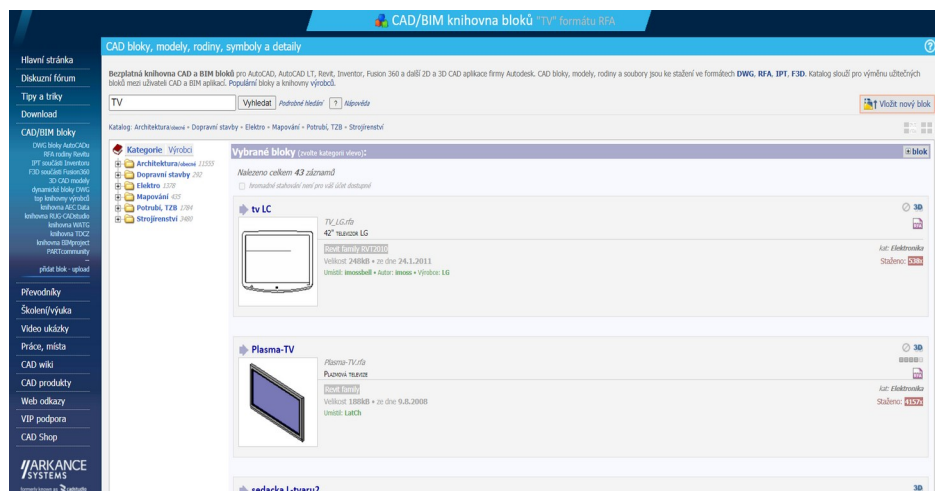 CAD/BIM knihovna bloků "TV" formátu RFA
CAD bloky, modely, rodiny, symboly a detaily
?
Hlavní stránka
Diskuzní fórum
Tipy a triky
Download
CAD/BIM bloky
DWG bloky AutoCADu
RFA rodiny Revitu
IPT součásti Inventoru
F3D součásti Fusion360
3D CAD modely
dynamické bloky DWG
top knihovny výrobců
knihovna AEC Data
knihovna RUG-CADstudio
knihovna WATG
knihovna TDCZ
knihovna BIMproject
PARTcommunity
--
přidat blok - upload
Převodníky
Školení/výuka
Video ukázky
Práce, místa
CAD wiki
CAD produkty
Web odkazy
VIP podpora
CAD Shop
ARKANCE
SYSTEMS
formerly known as cadstudio
Bezplatná knihovna CAD a BIM bloků pro AutoCAD, AutoCAD LT, Revit, Inventor, Fusion 360 a další 2D a 3D CAD aplikace firmy Autodesk. CAD bloky, modely, rodiny a soubory jsou ke stažení ve formátech DWG, RFA, IPT, F3D. Katalog slouží pro výměnu užitečných
bloků mezi uživateli CAD a BIM aplikací. Populární bloky a knihovny výrobců.
TV Vyhledat Podrobné hledání ? Nápověda
Vložit nový blok
Katalog: Architektura/obecné • Dopravní stavby • Elektro • Mapování • Potrubí, TZB • Strojírenství
Kategorie Výrobci
Architektura/obecné 11555
Dopravní stavby 292
Elektro 1378
Mapování 435
Potrubí, TZB 1784
Strojírenství 3400
Vybrané bloky (zvolte kategorii vlevo):
blok
Nalezeno celkem 43 záznamů
hromadné stahování není pro váš účet dostupné
tv LC
3D
TV_LG.rfa
42" televizor LG
Revit family RVT2010
kat: Elektronika
Velikost 248kB • ze dne 24.1.2011
Staženo: 538x
Umístil: imossbell • Autor: imoss • Výrobce: LG
Plasma-TV
3D
Plasma-TV.rfa
Plazmová televize
Revit family
kat: Elektronika
Velikost 188kB • ze dne 9.8.2008
Staženo: 4157x
Umístil: LatCh
sedacka L-tvaru2
3D